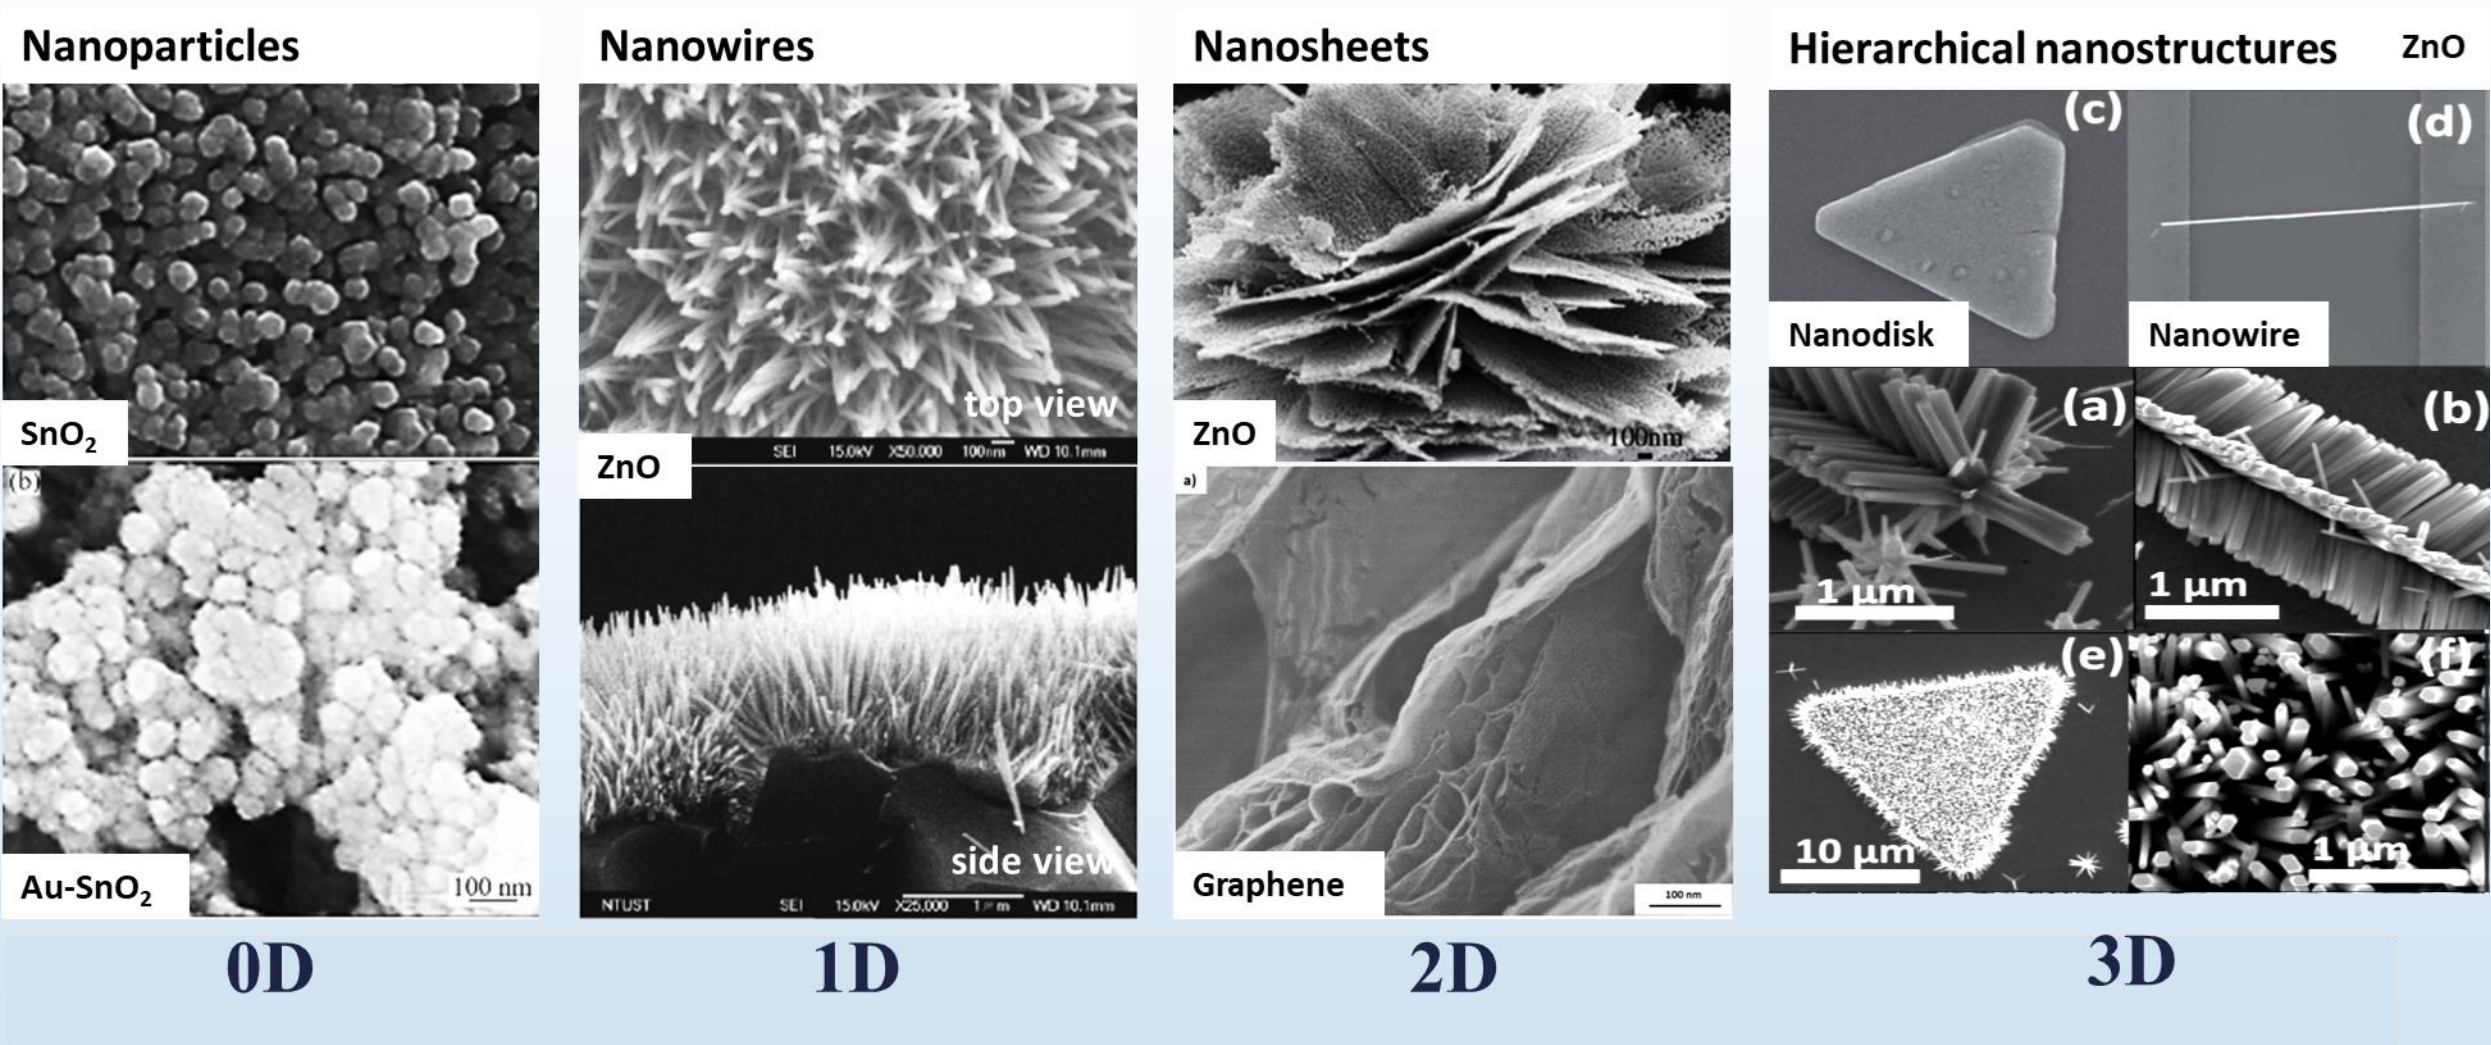 Nanoparticles
SnO2
(b)
Au-SnO2
100 nm
0D
Nanowires
top view
SEI 15.0kV X50,000 100nm WD 10.1mm
ZnO
side view
NTUST SEI 15.0kV X25,000 1μm WD 10.1mm
1D
Nanosheets
ZnO
100nm
a)
Graphene
100 nm
2D
Hierarchical nanostructures ZnO
(c)
(d)
Nanodisk
Nanowire
(a)
(b)
1 μm
1 μm
(e)
(f)
10 μm
1 μm
3D